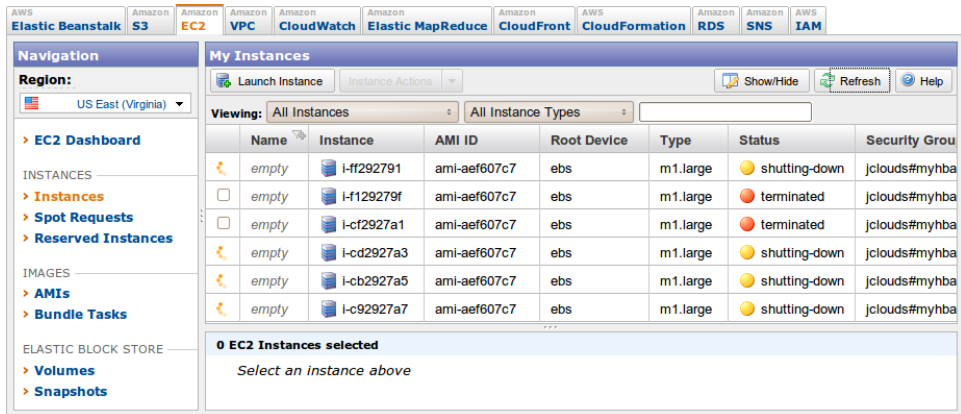 AWS Amazon Amazon Amazon Amazon Amazon Amazon AWS Amazon Amazon AWS
Elastic Beanstalk S3 EC2 VPC CloudWatch Elastic MapReduce CloudFront CloudFormation RDS SNS IAM
Navigation
Region:
US East (Virginia)
> EC2 Dashboard
INSTANCES
> Instances
> Spot Requests
> Reserved Instances
IMAGES
> AMIs
> Bundle Tasks
ELASTIC BLOCK STORE
> Volumes
> Snapshots
My Instances
Launch Instance Instance Actions Show/Hide Refresh Help
Viewing: All Instances All Instance Types
Name Instance AMI ID Root Device Type Status Security Grou
empty i-ff292791 ami-aef607c7 ebs m1.large shutting-down jclouds#myhba
empty i-f129279f ami-aef607c7 ebs m1.large terminated jclouds#myhba
empty i-cf2927a1 ami-aef607c7 ebs m1.large terminated jclouds#myhba
empty i-cd2927a3 ami-aef607c7 ebs m1.large shutting-down jclouds#myhba
empty i-cb2927a5 ami-aef607c7 ebs m1.large shutting-down jclouds#myhba
empty i-c92927a7 ami-aef607c7 ebs m1.large shutting-down jclouds#myhba
0 EC2 Instances selected
Select an instance above